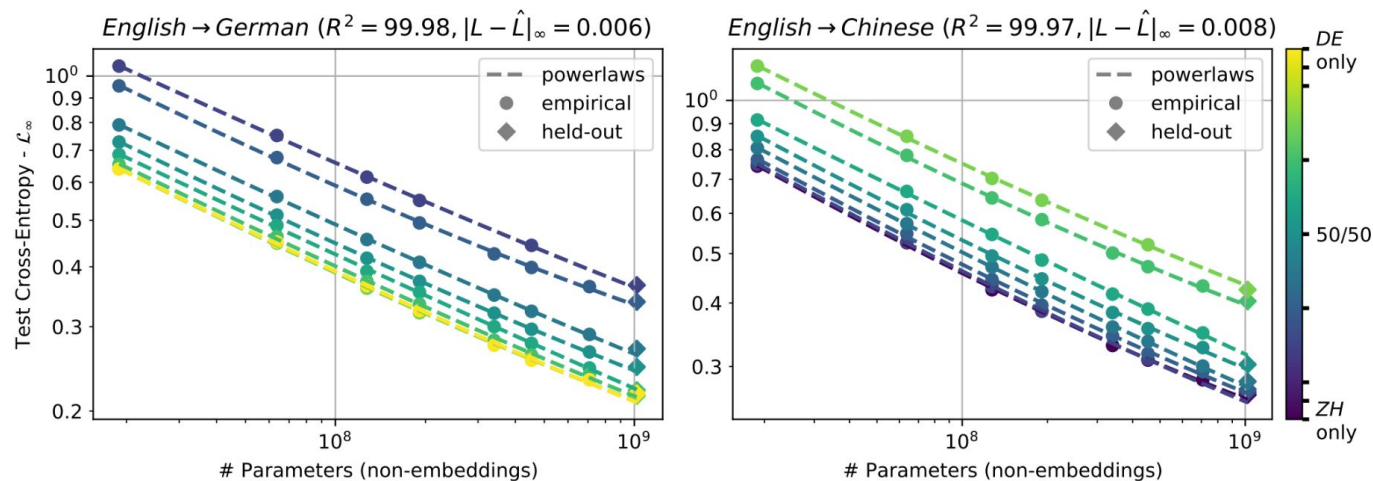 English → German (R² = 99.98, |L − L̂|∞ = 0.006)
English → Chinese (R² = 99.97, |L − L̂|∞ = 0.008)
Test Cross-Entropy - 𝓛∞
10⁰
0.9
0.8
0.7
0.6
0.5
0.4
0.3
0.2
powerlaws
empirical
held-out
10⁸
10⁹
# Parameters (non-embeddings)
10⁰
0.9
0.8
0.7
0.6
0.5
0.4
0.3
powerlaws
empirical
held-out
10⁸
10⁹
# Parameters (non-embeddings)
DE
only
50/50
ZH
only